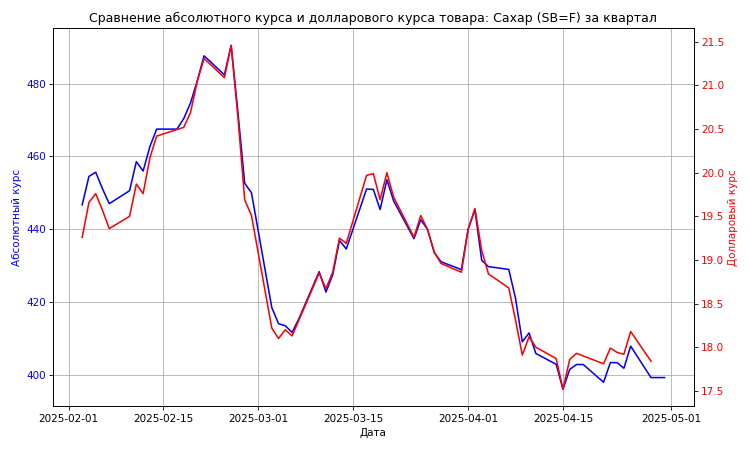 Сравнение абсолютного курса и долларового курса товара: Сахар (SB=F) за квартал
Абсолютный курс
480
460
440
420
400
21.5
21.0
20.5
20.0
19.5
19.0
18.5
18.0
17.5
Долларовый курс
2025-02-01 2025-02-15 2025-03-01 2025-03-15 2025-04-01 2025-04-15 2025-05-01
Дата